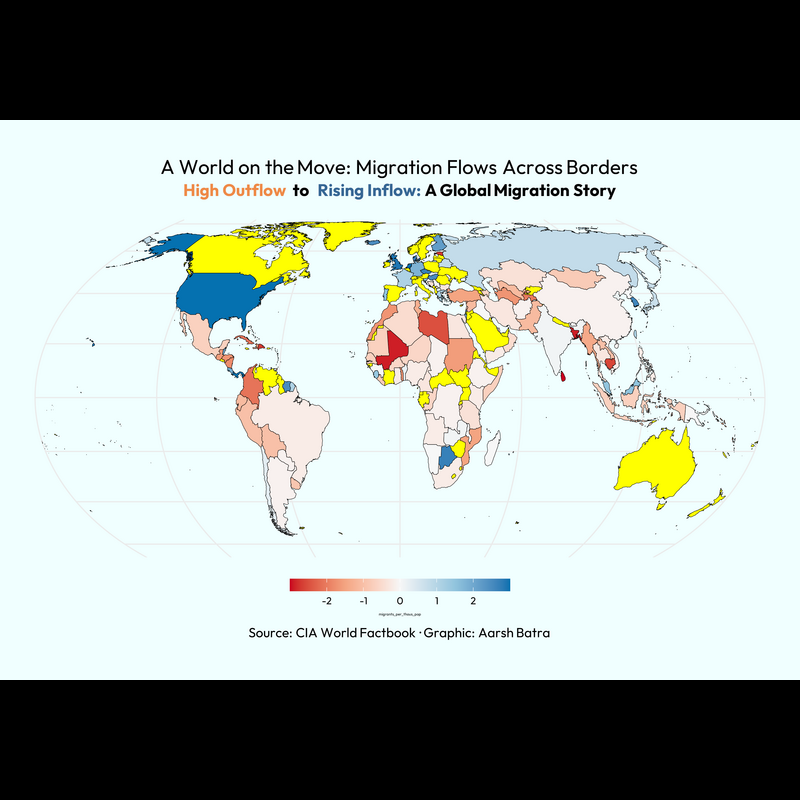 A World on the Move: Migration Flows Across Borders
High Outflow to Rising Inflow: A Global Migration Story
-2 -1 0 1 2
Source: CIA World Factbook · Graphic: Aarsh Batra